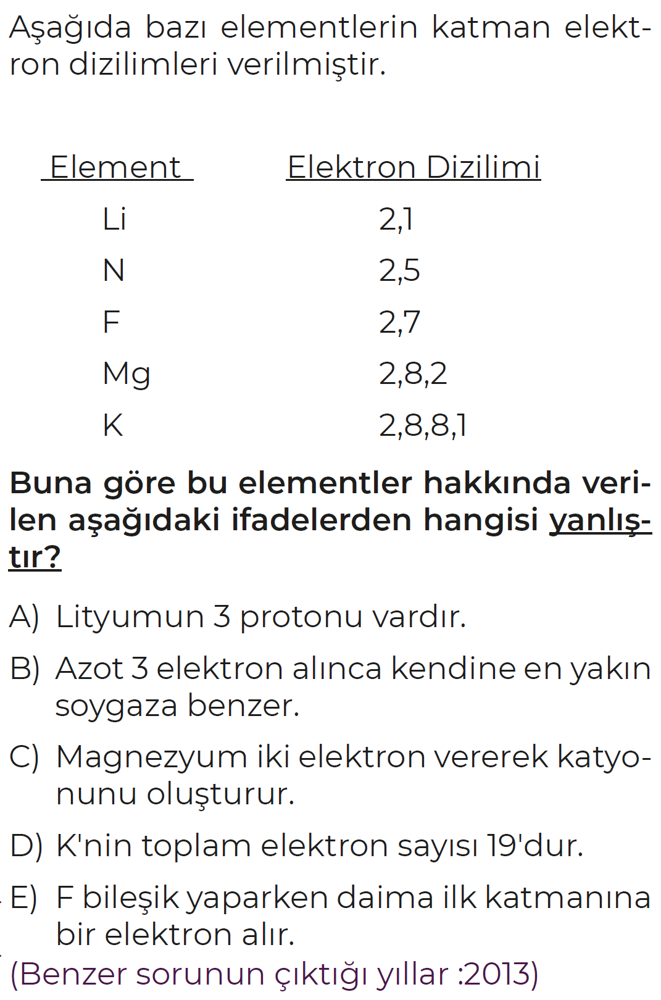 Aşağıda bazı elementlerin katman elekt-
ron dizilimleri verilmiştir.
Element Elektron Dizilimi
Li 2,1
N 2,5
F 2,7
Mg 2,8,2
K 2,8,8,1
Buna göre bu elementler hakkında veri-
len aşağıdaki ifadelerden hangisi yanlış-
tır?
A) Lityumun 3 protonu vardır.
B) Azot 3 elektron alınca kendine en yakın
soygaza benzer.
C) Magnezyum iki elektron vererek katyo-
nunu oluşturur.
D) K'nin toplam elektron sayısı 19'dur.
E) F bileşik yaparken daima ilk katmanına
bir elektron alır.
(Benzer sorunun çıktığı yıllar :2013)